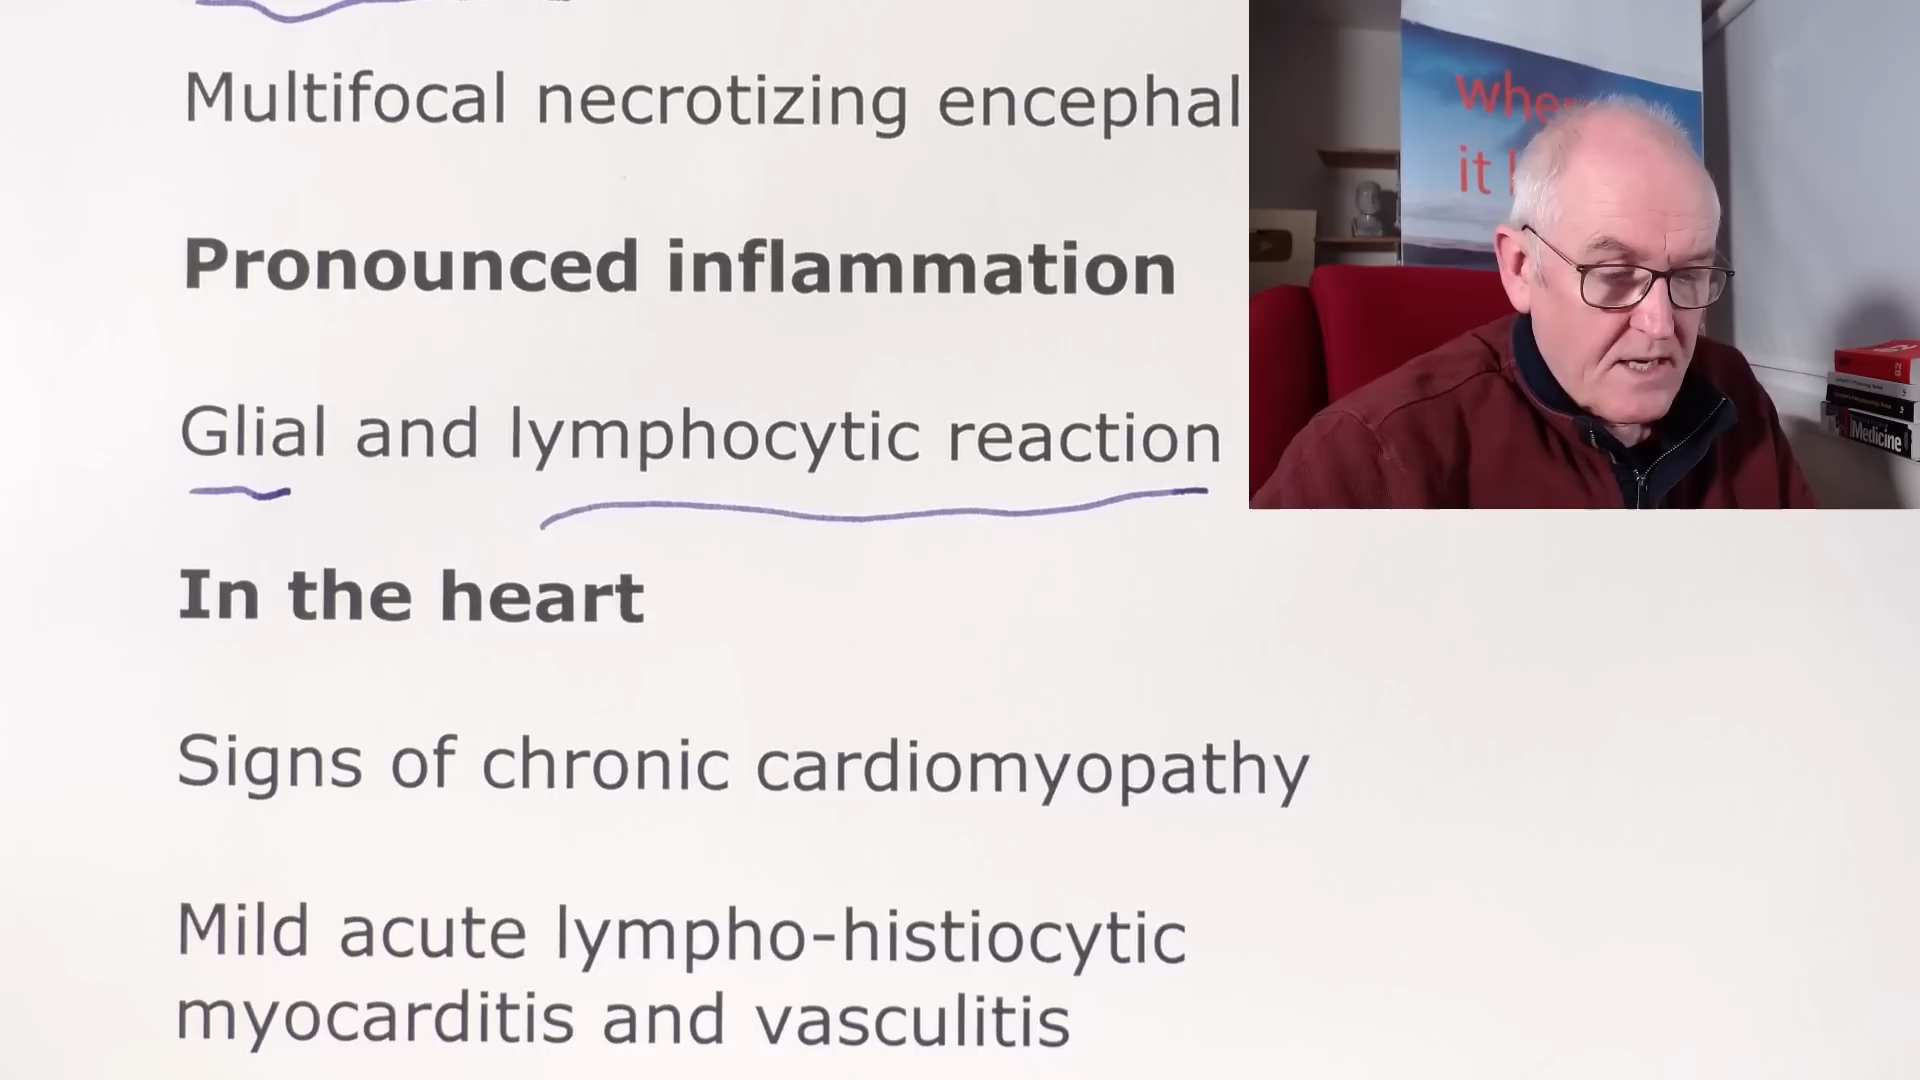 Multifocal necrotizing encephal
Pronounced inflammation
Glial and lymphocytic reaction
In the heart
Signs of chronic cardiomyopathy
Mild acute lympho-histiocytic
myocarditis and vasculitis
it
Medicine